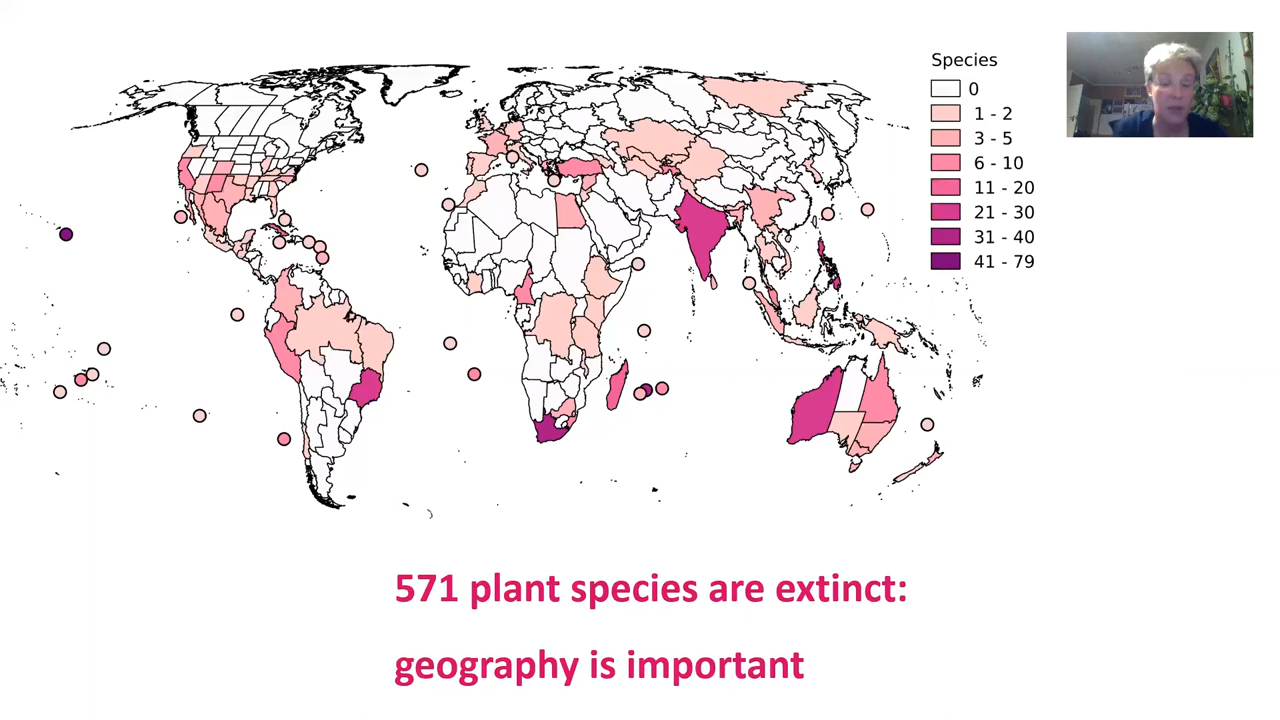 Species
0
1 - 2
3 - 5
6 - 10
11 - 20
21 - 30
31 - 40
41 - 79
571 plant species are extinct:
geography is important